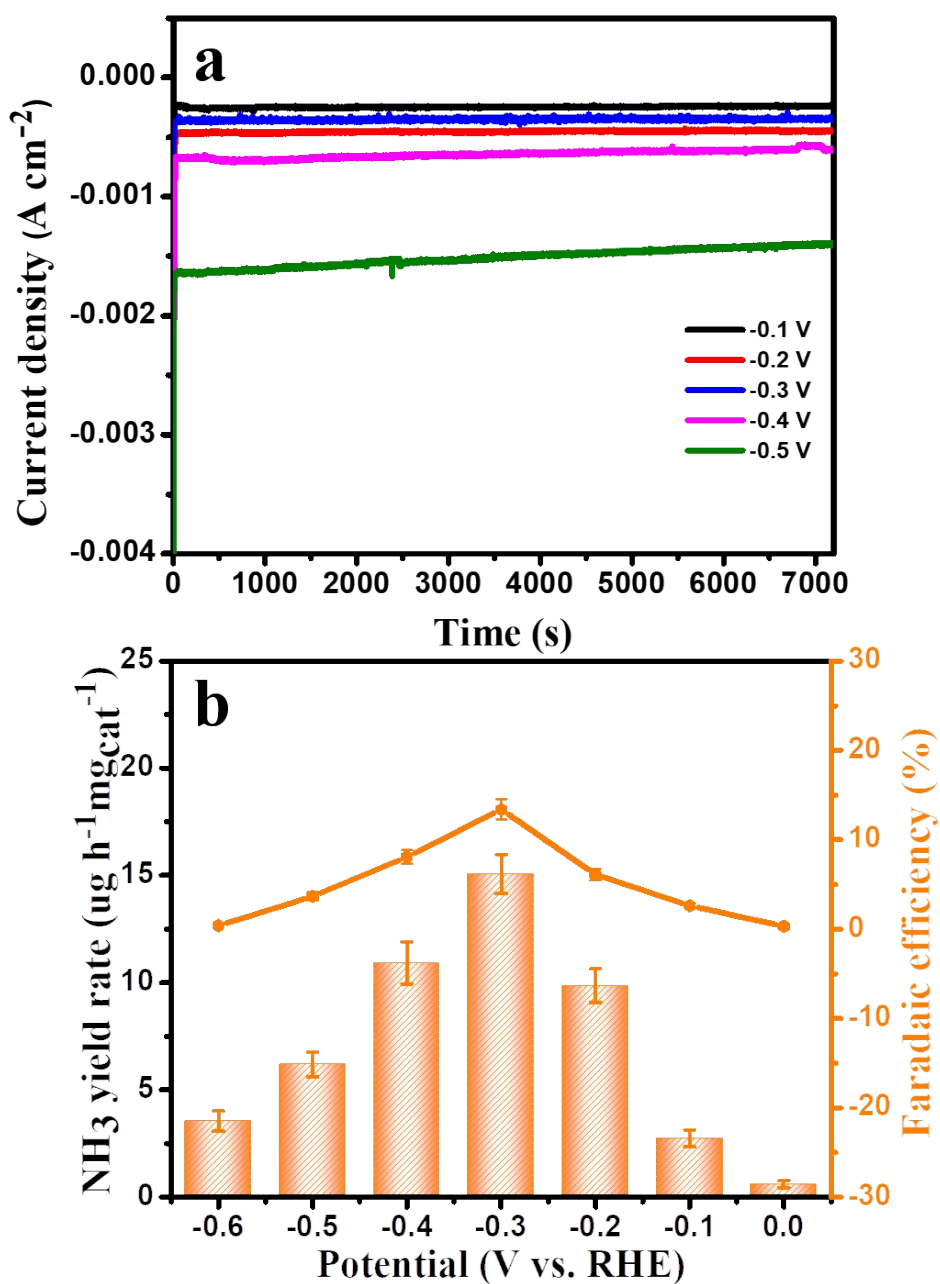 a
0.000
-0.001
-0.002
-0.003
-0.004
Current density (A cm⁻²)
-0.1 V
-0.2 V
-0.3 V
-0.4 V
-0.5 V
0 1000 2000 3000 4000 5000 6000 7000
Time (s)
b
25
20
15
10
5
0
NH₃ yield rate (ug h⁻¹mg_cat⁻¹)
30
20
10
0
-10
-20
-30
Faradaic efficiency (%)
-0.6 -0.5 -0.4 -0.3 -0.2 -0.1 0.0
Potential (V vs. RHE)